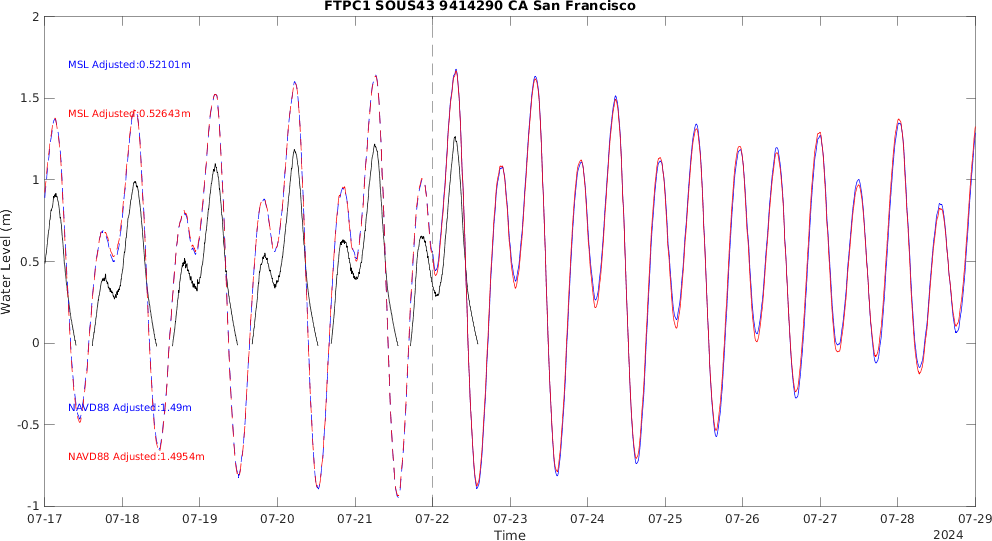 FTPC1 SOUS43 9414290 CA San Francisco
2
MSL Adjusted:0.52101m
1.5
MSL Adjusted:0.52643m
1
Water Level (m)
0.5
0
NAVD88 Adjusted:1.49m
-0.5
NAVD88 Adjusted:1.4954m
-1
07-17 07-18 07-19 07-20 07-21 07-22 07-23 07-24 07-25 07-26 07-27 07-28 07-29
Time
2024